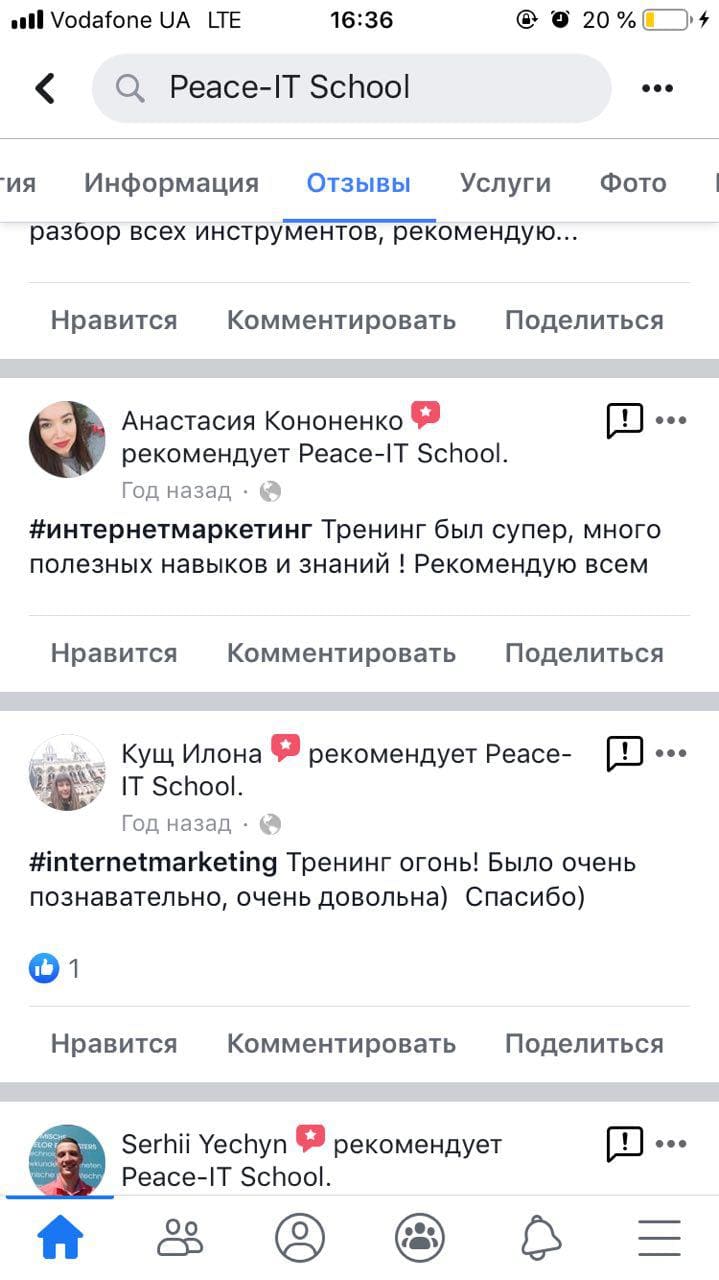 Vodafone UA LTE 16:36 20 %
Peace-IT School
гия Информация Отзывы Услуги Фото
разбор всех инструментов, рекомендую...
Нравится Комментировать Поделиться
Анастасия Кононенко
рекомендует Peace-IT School.
Год назад ·
#интернетмаркетинг Тренинг был супер, много
полезных навыков и знаний ! Рекомендую всем
Нравится Комментировать Поделиться
Кущ Илона рекомендует Peace-
IT School.
Год назад ·
#internetmarketing Тренинг огонь! Было очень
познавательно, очень довольна) Спасибо)
1
Нравится Комментировать Поделиться
Serhii Yechyn рекомендует
Peace-IT School.